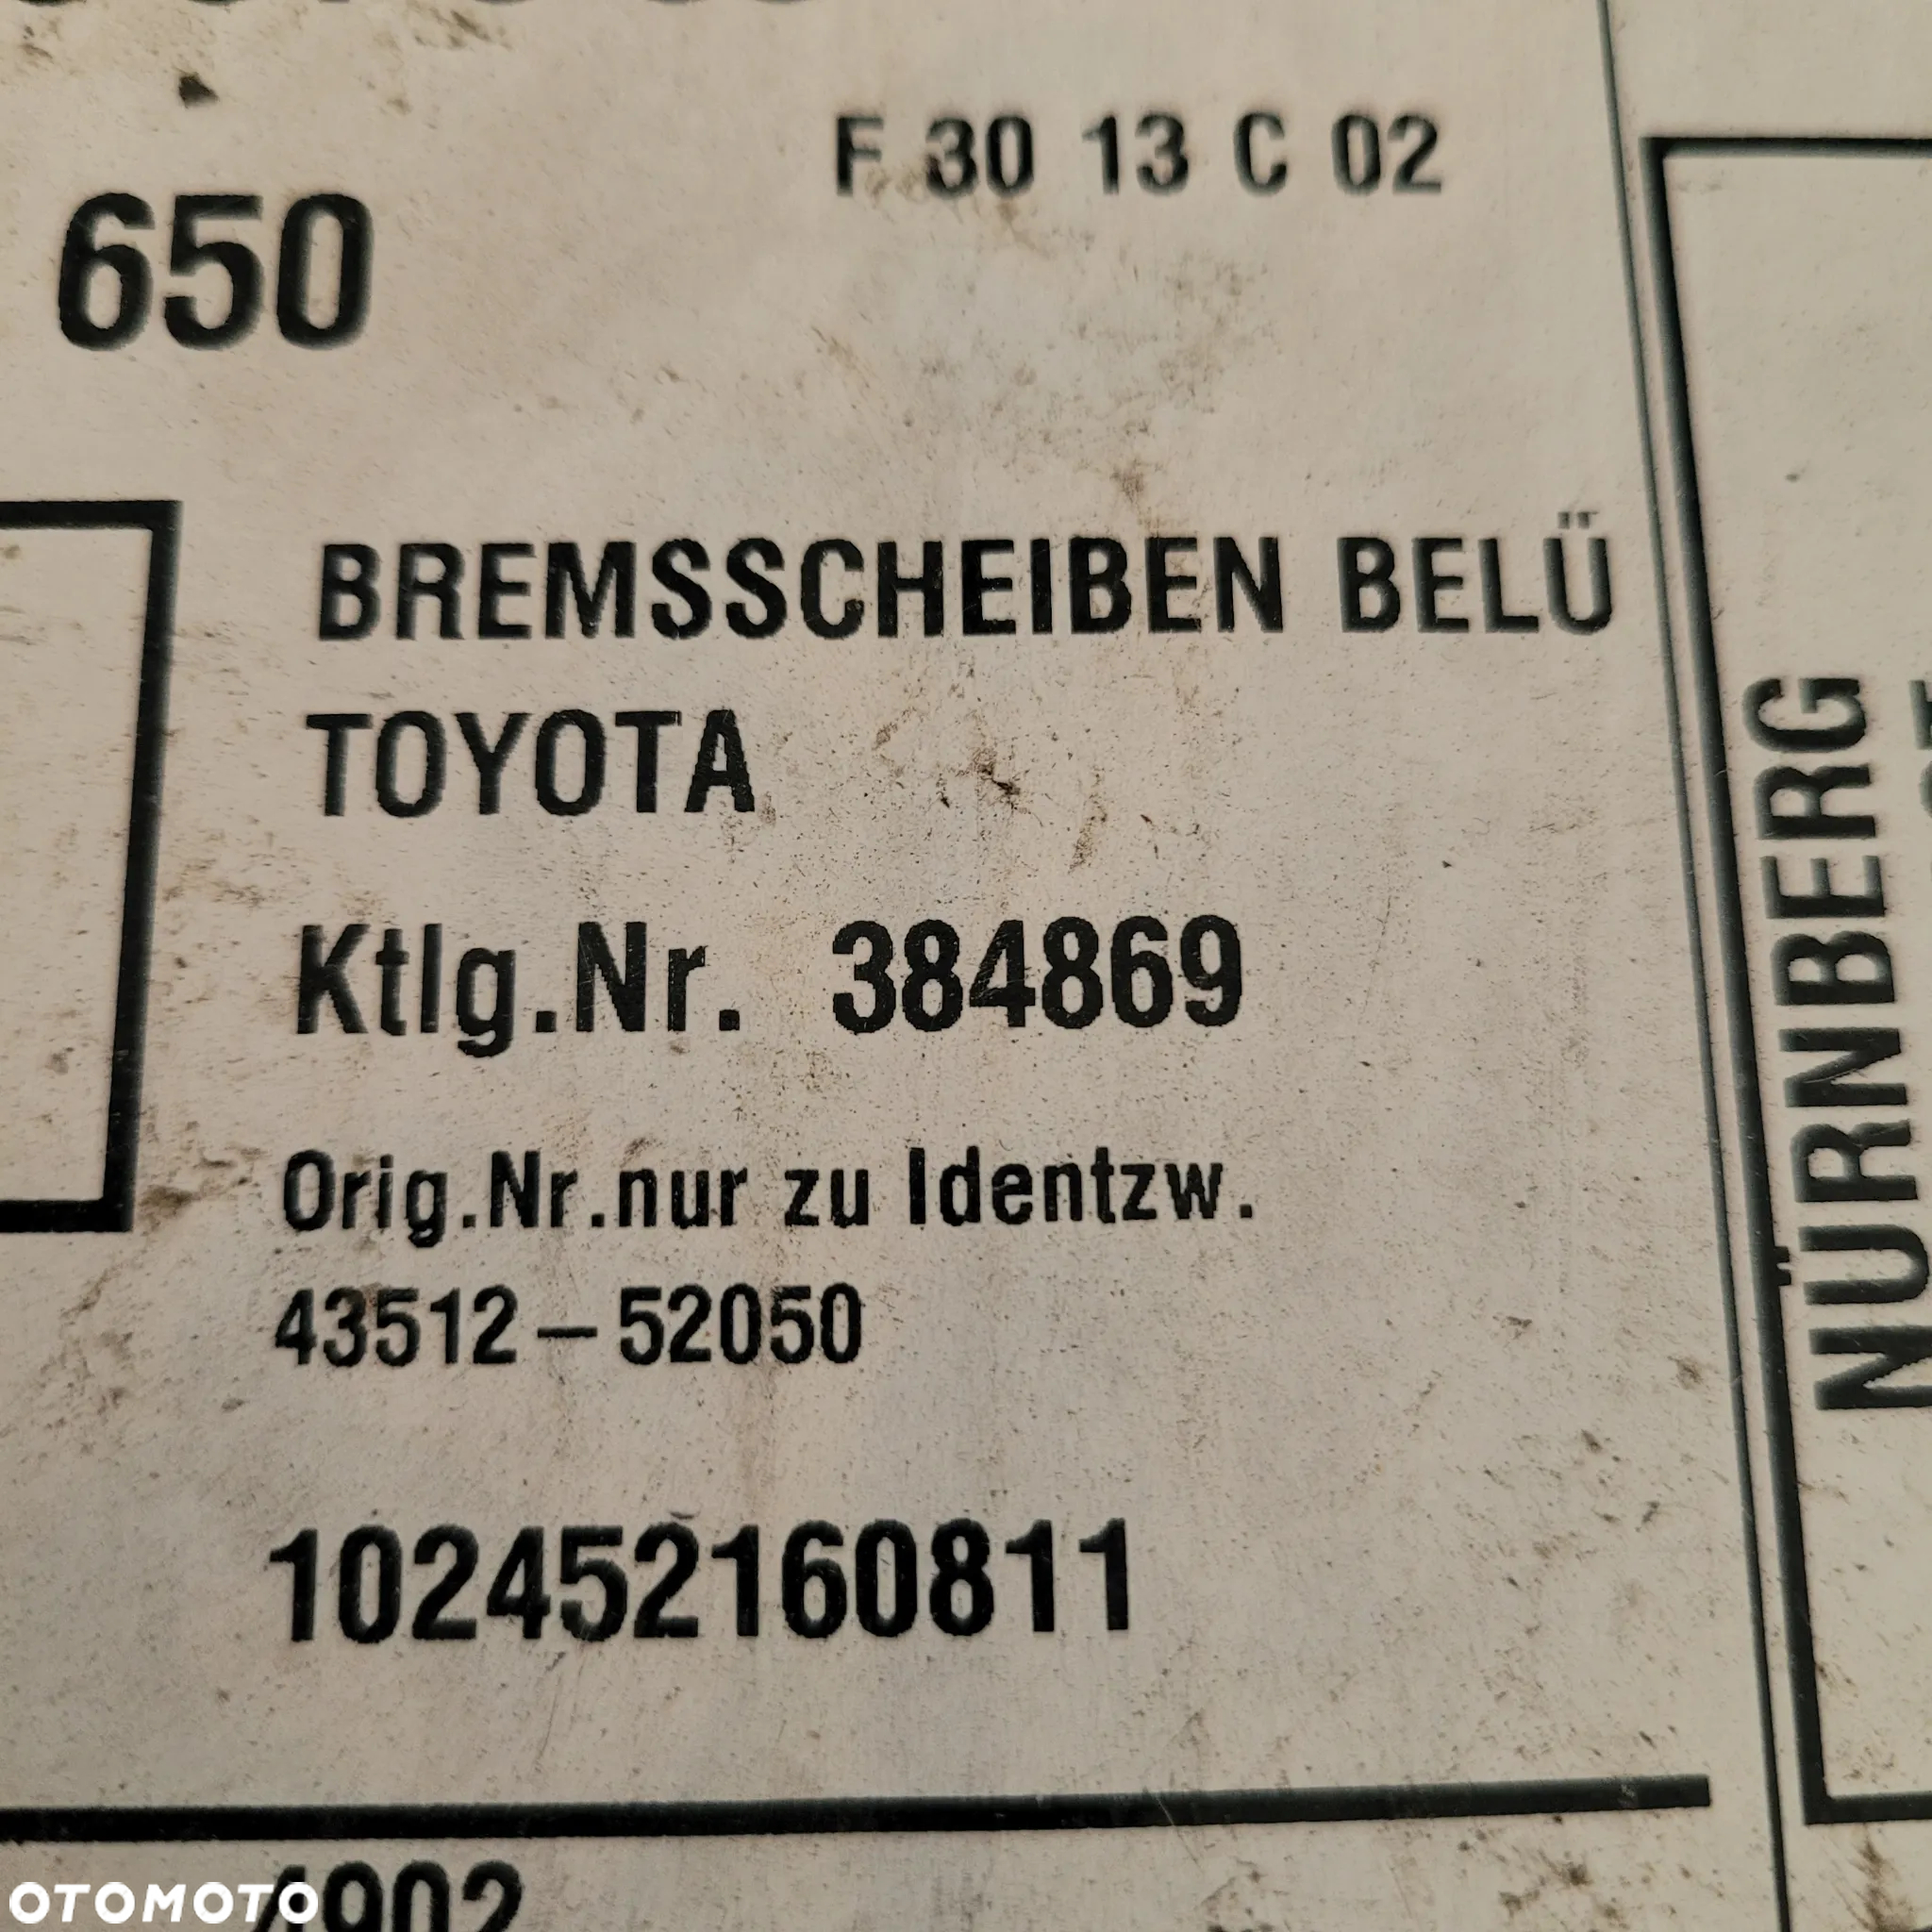 F 30 13 C 02
650
BREMSSCHEIBEN BELÜ
TOYOTA
Ktlg.Nr. 384869
Orig.Nr.nur zu Identzw.
43512-52050
102452160811
NÜRNBERG
4902
OTOMOTO